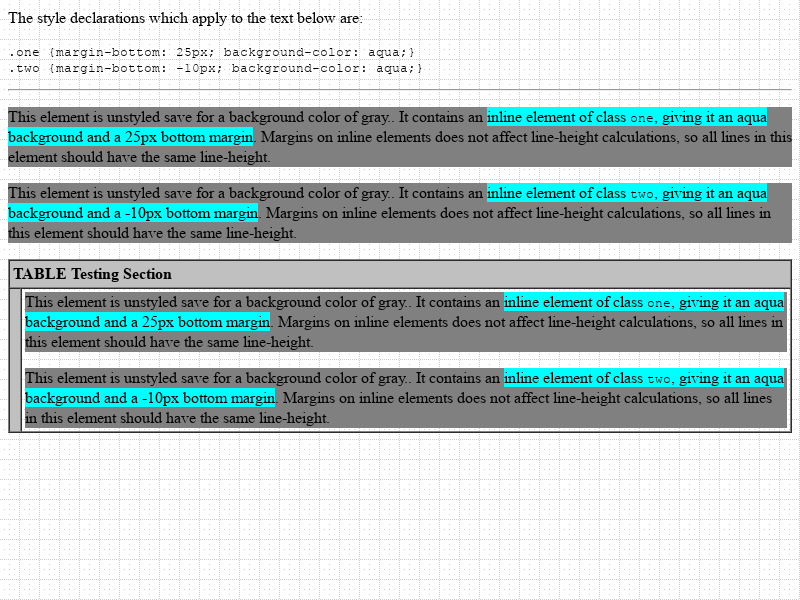 The style declarations which apply to the text below are:
.one {margin-bottom: 25px; background-color: aqua;}
.two {margin-bottom: -10px; background-color: aqua;}
This element is unstyled save for a background color of gray.. It contains an inline element of class one, giving it an aqua
background and a 25px bottom margin. Margins on inline elements does not affect line-height calculations, so all lines in this
element should have the same line-height.
This element is unstyled save for a background color of gray.. It contains an inline element of class two, giving it an aqua
background and a -10px bottom margin. Margins on inline elements does not affect line-height calculations, so all lines in
this element should have the same line-height.
TABLE Testing Section
This element is unstyled save for a background color of gray.. It contains an inline element of class one, giving it an aqua
background and a 25px bottom margin. Margins on inline elements does not affect line-height calculations, so all lines in
this element should have the same line-height.
This element is unstyled save for a background color of gray.. It contains an inline element of class two, giving it an aqua
background and a -10px bottom margin. Margins on inline elements does not affect line-height calculations, so all lines
in this element should have the same line-height.